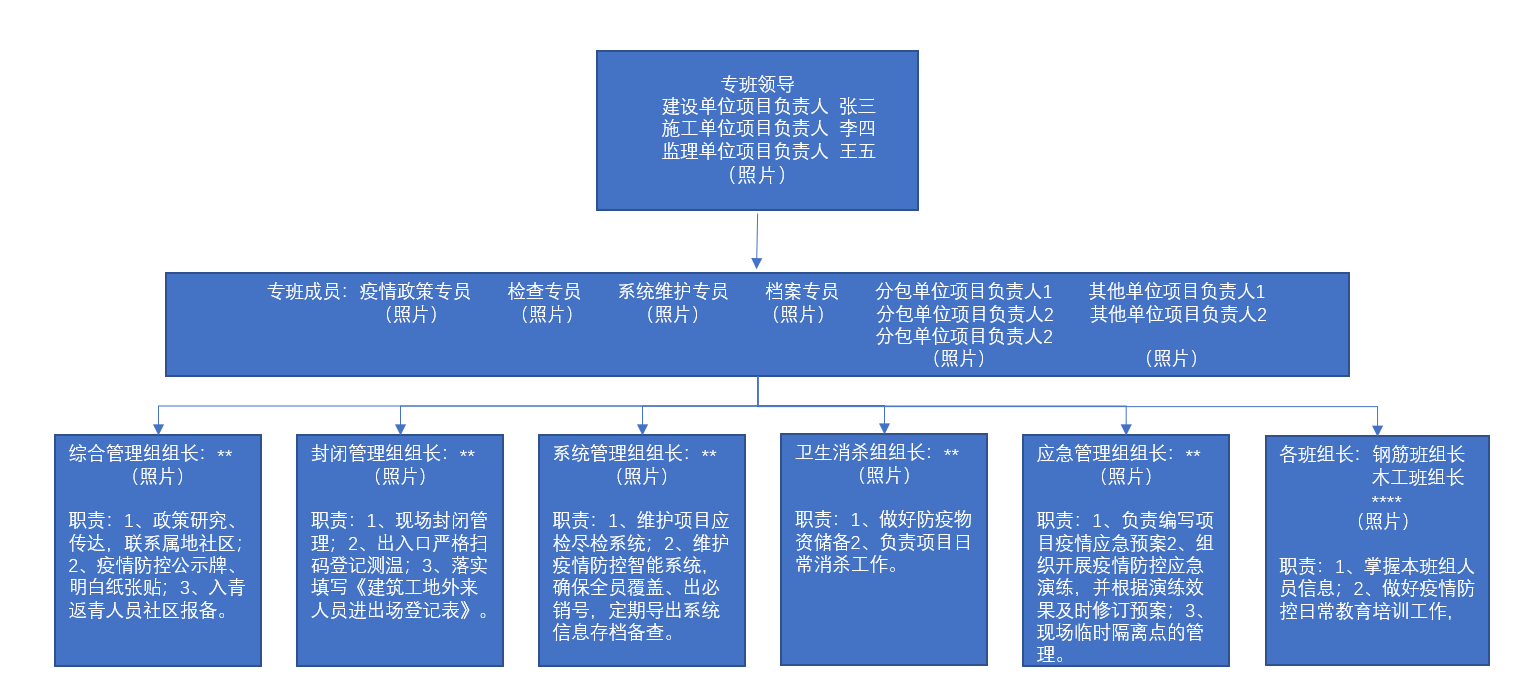 专班领导
建设单位项目负责人 张三
施工单位项目负责人 李四
监理单位项目负责人 王五
（照片）
专班成员：疫情政策专员 检查专员 系统维护专员 档案专员 分包单位项目负责人1 其他单位项目负责人1
（照片） （照片） （照片） （照片） 分包单位项目负责人2 其他单位项目负责人2
分包单位项目负责人2
（照片） （照片）
综合管理组组长：**
（照片）
职责：1、政策研究、
传达，联系属地社区；
2、疫情防控公示牌、
明白纸张贴；3、入青
返青人员社区报备。
封闭管理组组长：**
（照片）
职责：1、现场封闭管
理；2、出入口严格扫
码登记测温；3、落实
填写《建筑工地外来
人员进出场登记表》。
系统管理组组长：**
（照片）
职责：1、维护项目应
检尽检系统；2、维护
疫情防控智能系统，
确保全员覆盖、出必
销号，定期导出系统
信息存档备查。
卫生消杀组组长：**
（照片）
职责：1、做好防疫物
资储备2、负责项目日
常消杀工作。
应急管理组组长：**
（照片）
职责：1、负责编写项
目疫情应急预案2、组
织开展疫情防控应急
演练，并根据演练效
果及时修订预案；3、
现场临时隔离点的管
理。
各班组长：钢筋班组长
木工班组长
****
（照片）
职责：1、掌握本班组人
员信息；2、做好疫情防
控日常教育培训工作，